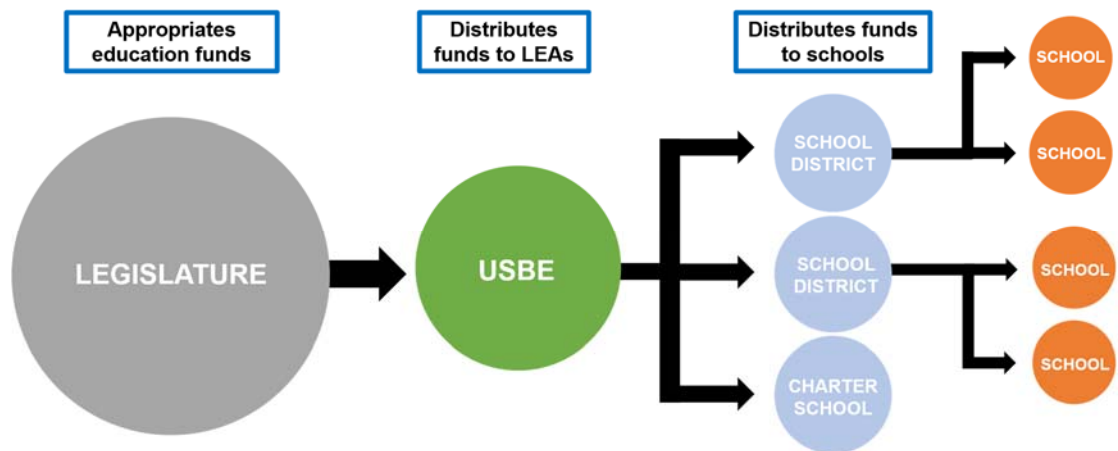 Appropriates
education funds
Distributes
funds to LEAs
Distributes funds
to schools
LEGISLATURE
USBE
SCHOOL
DISTRICT
SCHOOL
DISTRICT
CHARTER
SCHOOL
SCHOOL
SCHOOL
SCHOOL
SCHOOL